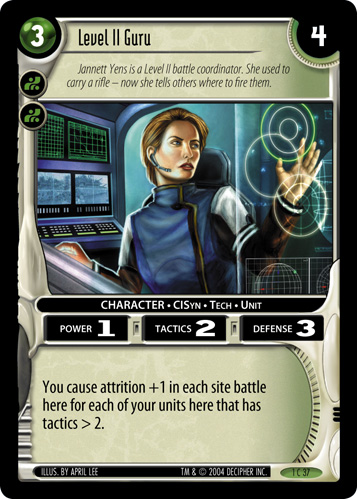 3
Level II Guru
4
Jannett Yens is a Level II battle coordinator. She used to
carry a rifle – now she tells others where to fire them.
CHARACTER • CISYN • TECH • UNIT
POWER 1 TACTICS 2 DEFENSE 3
You cause attrition +1 in each site battle
here for each of your units here that has
tactics > 2.
ILLUS. BY APRIL LEE TM & © 2004 DECIPHER INC. 1 C 97